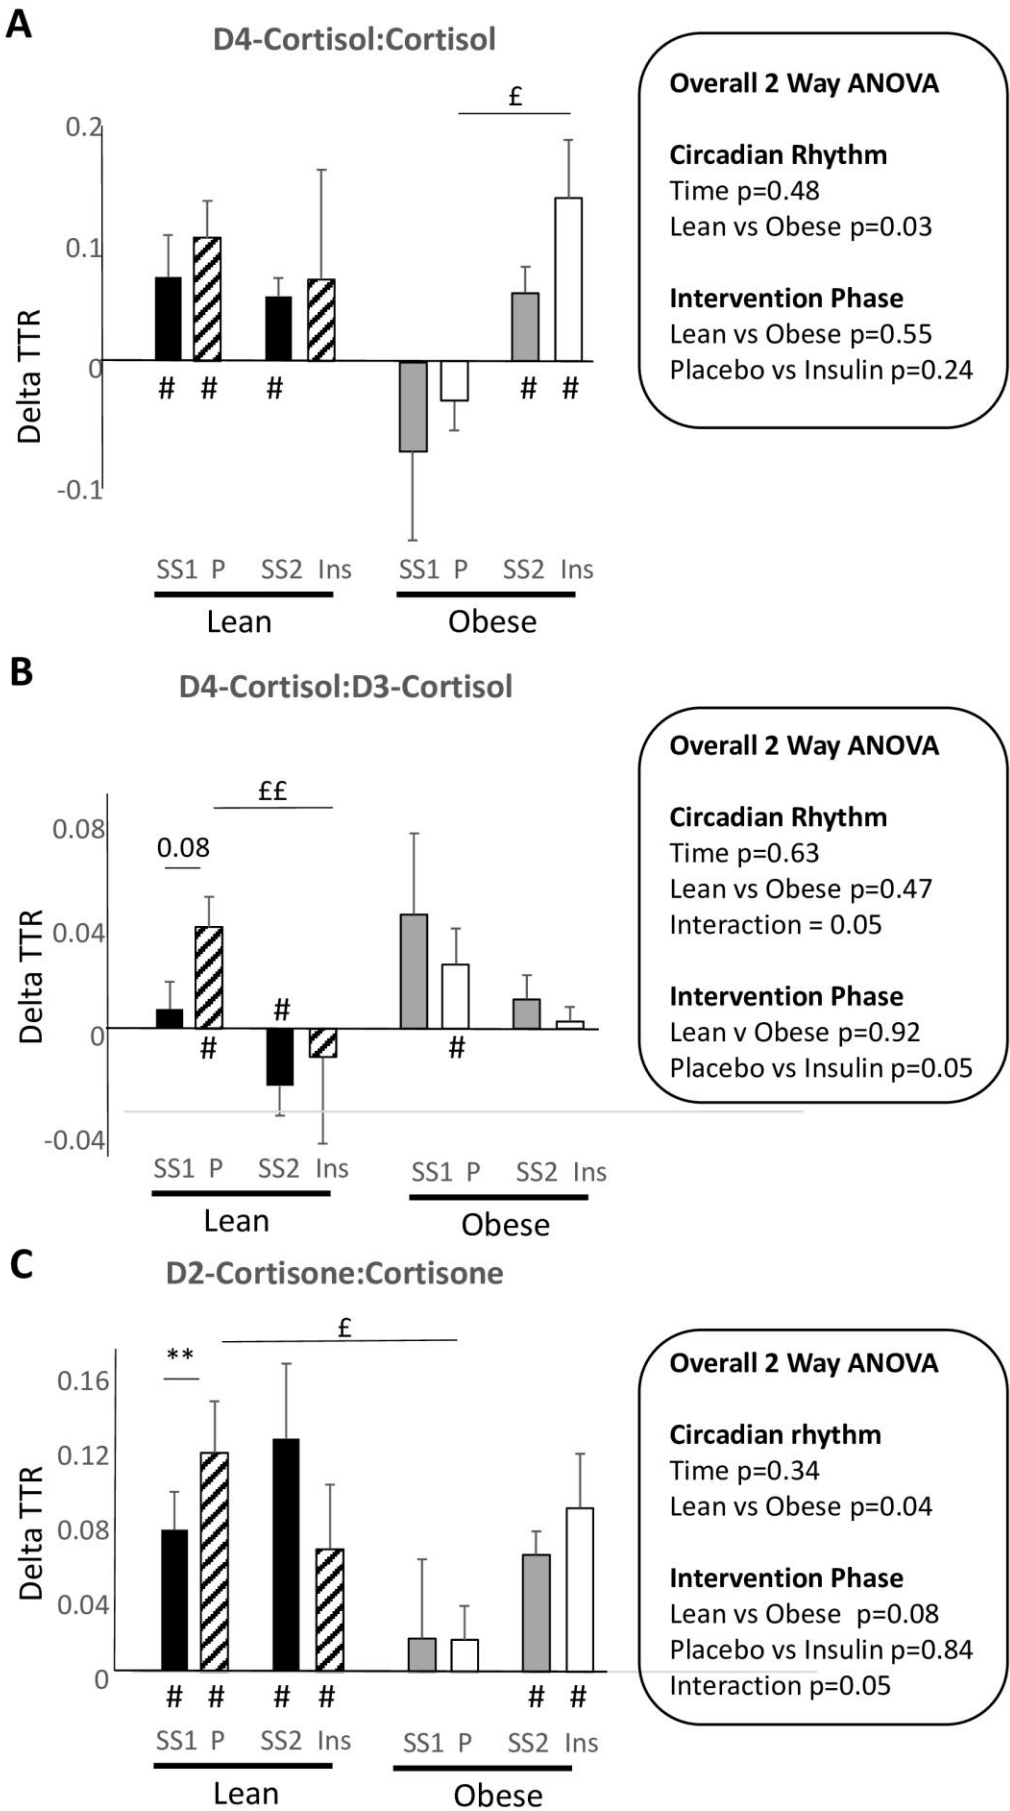 A
D4-Cortisol:Cortisol
£
0.2
0.1
0
-0.1
Delta TTR
# # #
# #
SS1 P SS2 Ins
SS1 P SS2 Ins
Lean
Obese
Overall 2 Way ANOVA
Circadian Rhythm
Time p=0.48
Lean vs Obese p=0.03
Intervention Phase
Lean vs Obese p=0.55
Placebo vs Insulin p=0.24
B
D4-Cortisol:D3-Cortisol
££
0.08
0.08
0.04
0
-0.04
Delta TTR
#
#
#
SS1 P SS2 Ins
SS1 P SS2 Ins
Lean
Obese
Overall 2 Way ANOVA
Circadian Rhythm
Time p=0.63
Lean vs Obese p=0.47
Interaction = 0.05
Intervention Phase
Lean v Obese p=0.92
Placebo vs Insulin p=0.05
C
D2-Cortisone:Cortisone
£
**
0.16
0.12
0.08
0.04
0
Delta TTR
# # # #
# #
SS1 P SS2 Ins
SS1 P SS2 Ins
Lean
Obese
Overall 2 Way ANOVA
Circadian rhythm
Time p=0.34
Lean vs Obese p=0.04
Intervention Phase
Lean vs Obese p=0.08
Placebo vs Insulin p=0.84
Interaction p=0.05